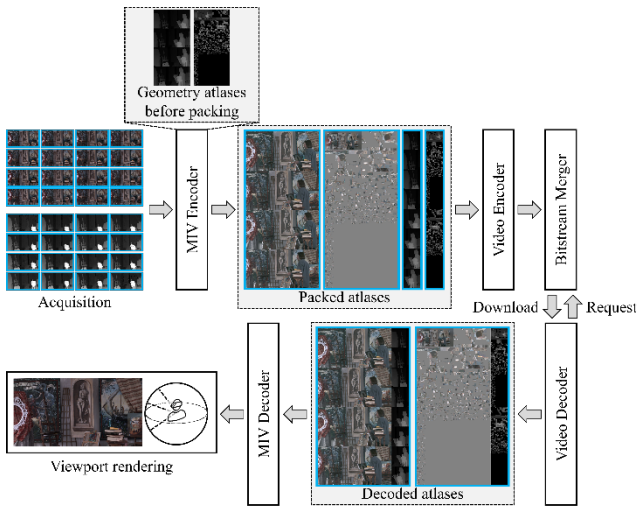 Geometry atlases
before packing
Acquisition
MIV Encoder
Packed atlases
Video Encoder
Bitstream Merger
Download
Request
Viewport rendering
MIV Decoder
Decoded atlases
Video Decoder